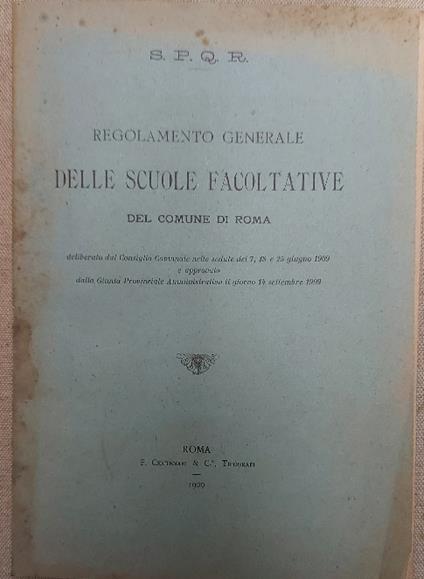 S. P. Q. R.
REGOLAMENTO GENERALE
DELLE SCUOLE FACOLTATIVE
DEL COMUNE DI ROMA
deliberato dal Consiglio Comunale nelle sedute dei 7, 18 e 25 giugno 1909
e approvato
dalla Giunta Provinciale Amministrativa il giorno 14 settembre 1909
ROMA
F. Centenari & C.i, Tipografi
1909